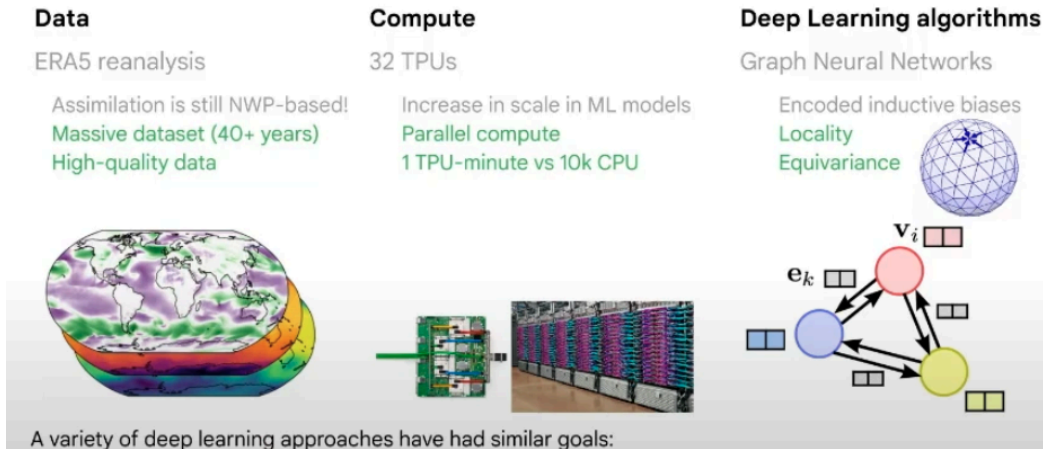 Data
ERA5 reanalysis
Assimilation is still NWP-based!
Massive dataset (40+ years)
High-quality data
Compute
32 TPUs
Increase in scale in ML models
Parallel compute
1 TPU-minute vs 10k CPU
Deep Learning algorithms
Graph Neural Networks
Encoded inductive biases
Locality
Equivariance
v_i
e_k
A variety of deep learning approaches have had similar goals: